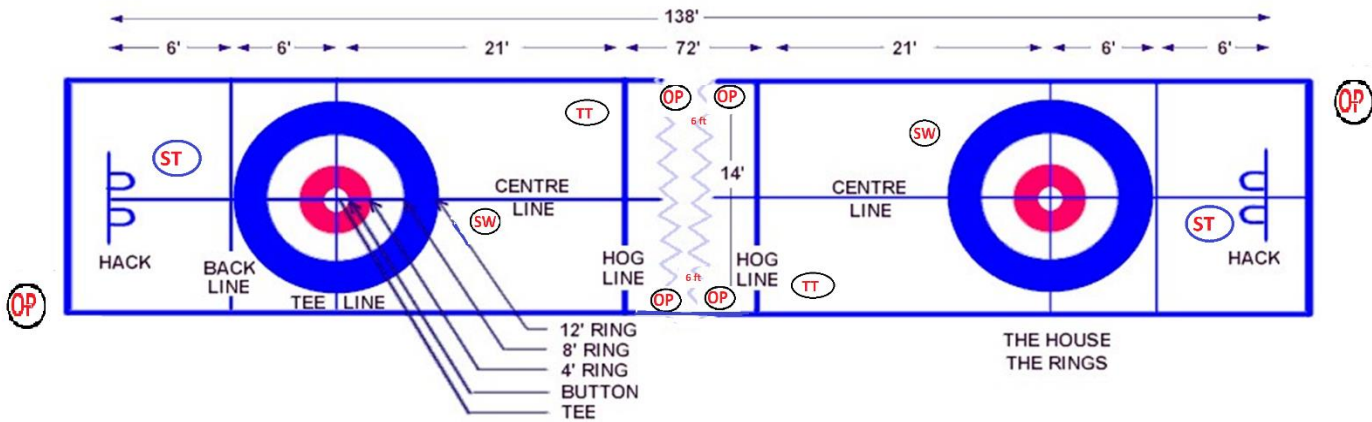 138'
6' 6' 21' 72' 21' 6' 6'
OP OP OP
TT
6 ft
SW
ST
14'
CENTRE
LINE
CENTRE
LINE
SW
ST
HACK
BACK
LINE
HOG
LINE
HOG
LINE
HACK
6 ft
TT
OP
TEE LINE
OP OP
12' RING
8' RING
4' RING
BUTTON
TEE
THE HOUSE
THE RINGS